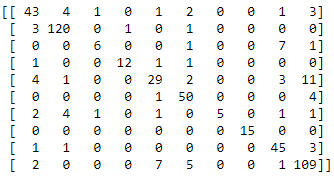 [[ 43 4 1 0 1 2 0 0 1 3]
[ 3 120 0 1 0 1 0 0 0 0]
[ 0 0 6 0 0 1 0 0 7 1]
[ 1 0 0 12 1 1 0 0 0 0]
[ 4 1 0 0 29 2 0 0 3 11]
[ 0 0 0 0 1 50 0 0 0 4]
[ 2 4 1 0 1 0 5 0 1 1]
[ 0 0 0 0 0 0 0 15 0 0]
[ 1 1 0 0 0 0 0 0 45 3]
[ 2 0 0 0 7 5 0 0 1 109]]